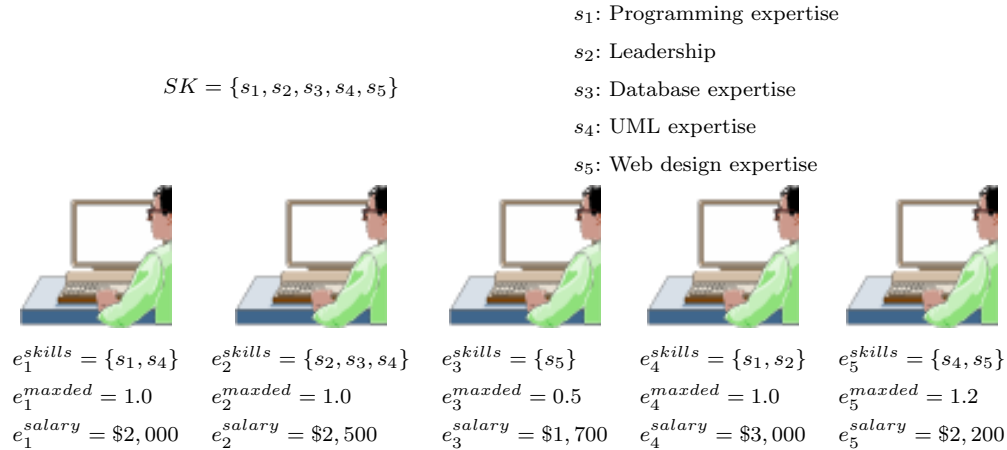 s1: Programming expertise
s2: Leadership
SK = {s1, s2, s3, s4, s5}
s3: Database expertise
s4: UML expertise
s5: Web design expertise
e1^skills = {s1, s4} e2^skills = {s2, s3, s4} e3^skills = {s5} e4^skills = {s1, s2} e5^skills = {s4, s5}
e1^maxded = 1.0 e2^maxded = 1.0 e3^maxded = 0.5 e4^maxded = 1.0 e5^maxded = 1.2
e1^salary = $2,000 e2^salary = $2,500 e3^salary = $1,700 e4^salary = $3,000 e5^salary = $2,200